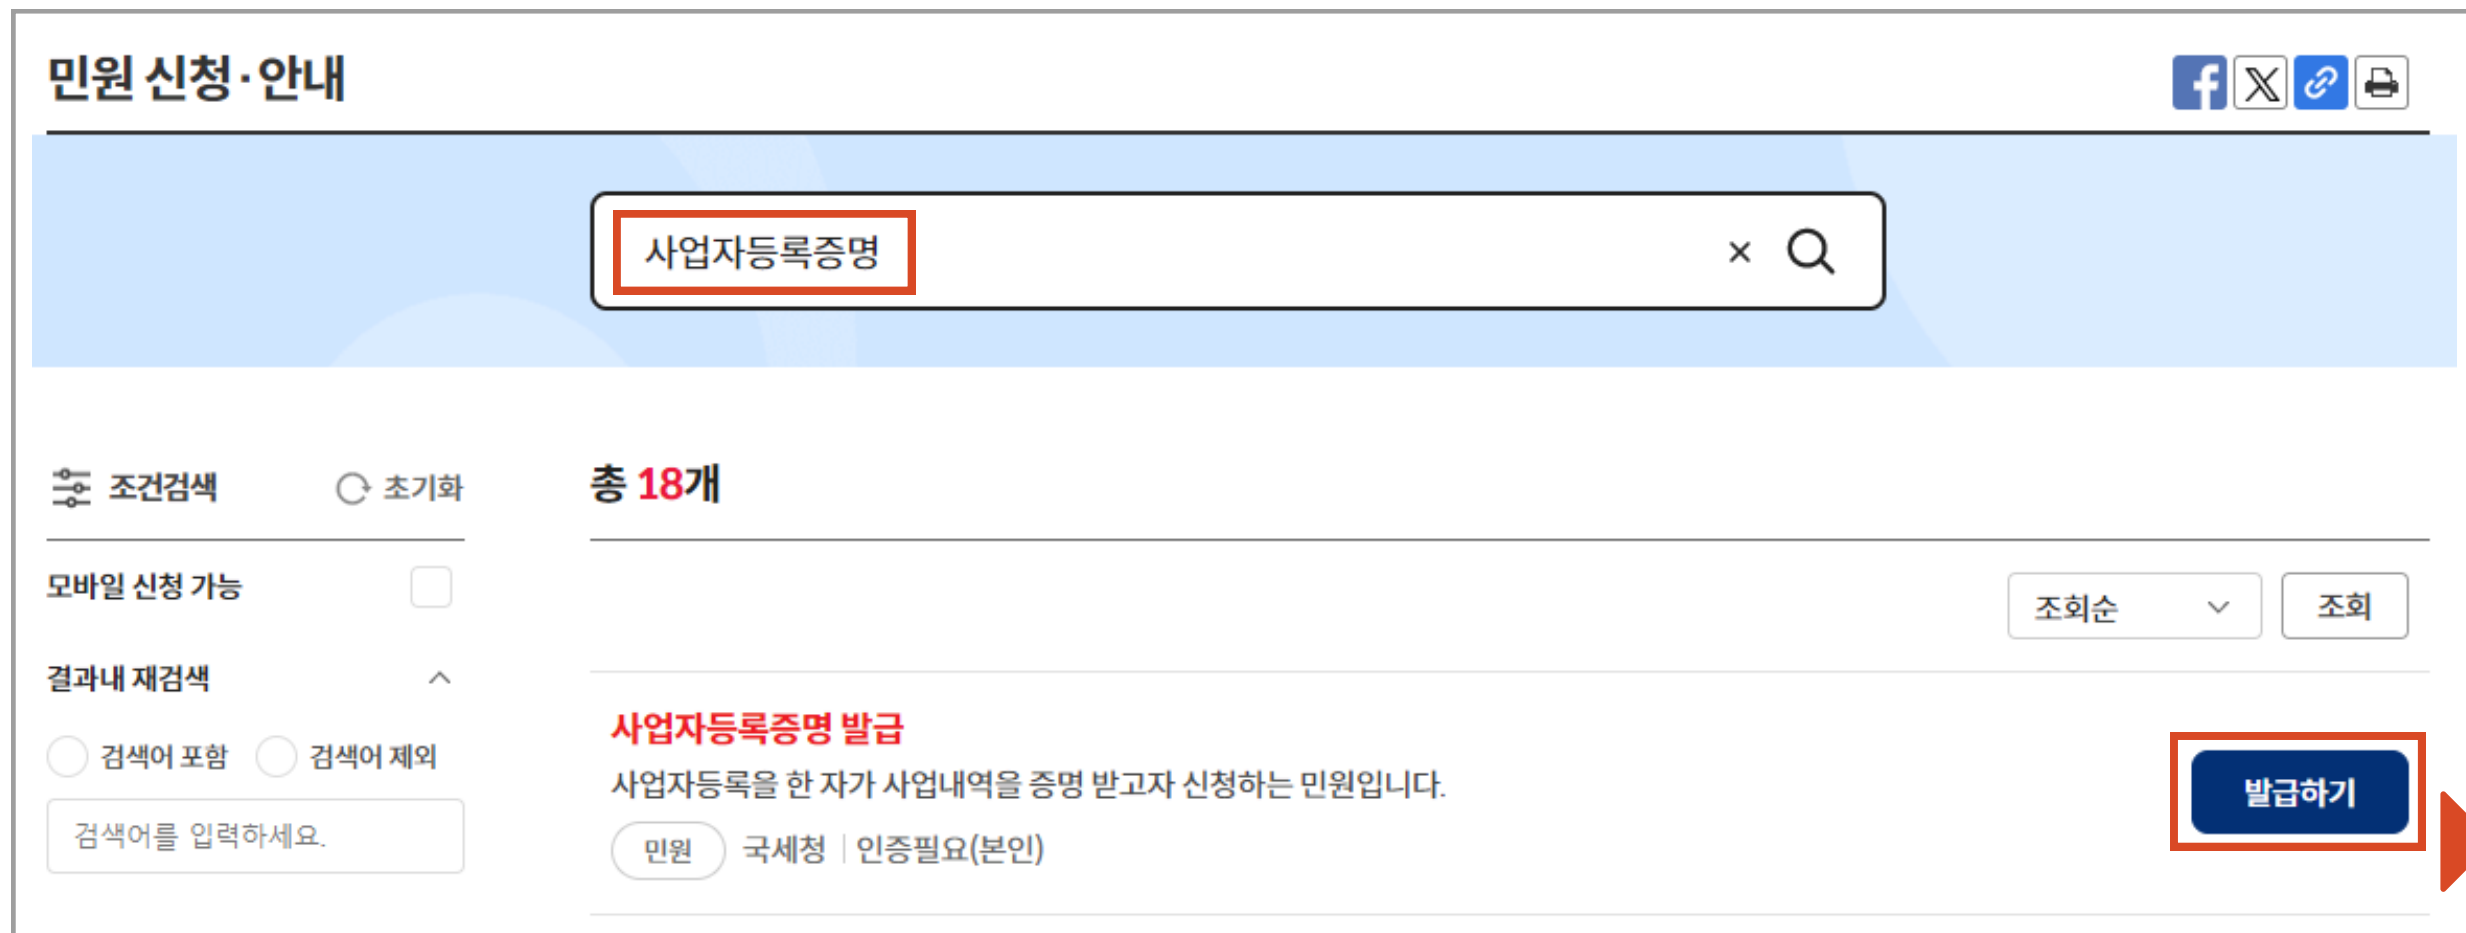 민원 신청·안내
사업자등록증명
조건검색
초기화
모바일 신청 가능
결과내 재검색
검색어 포함
검색어 제외
검색어를 입력하세요.
총 18개
조회순
조회
사업자등록증명 발급
사업자등록을 한 자가 사업내역을 증명 받고자 신청하는 민원입니다.
민원 국세청 | 인증필요(본인)
발급하기